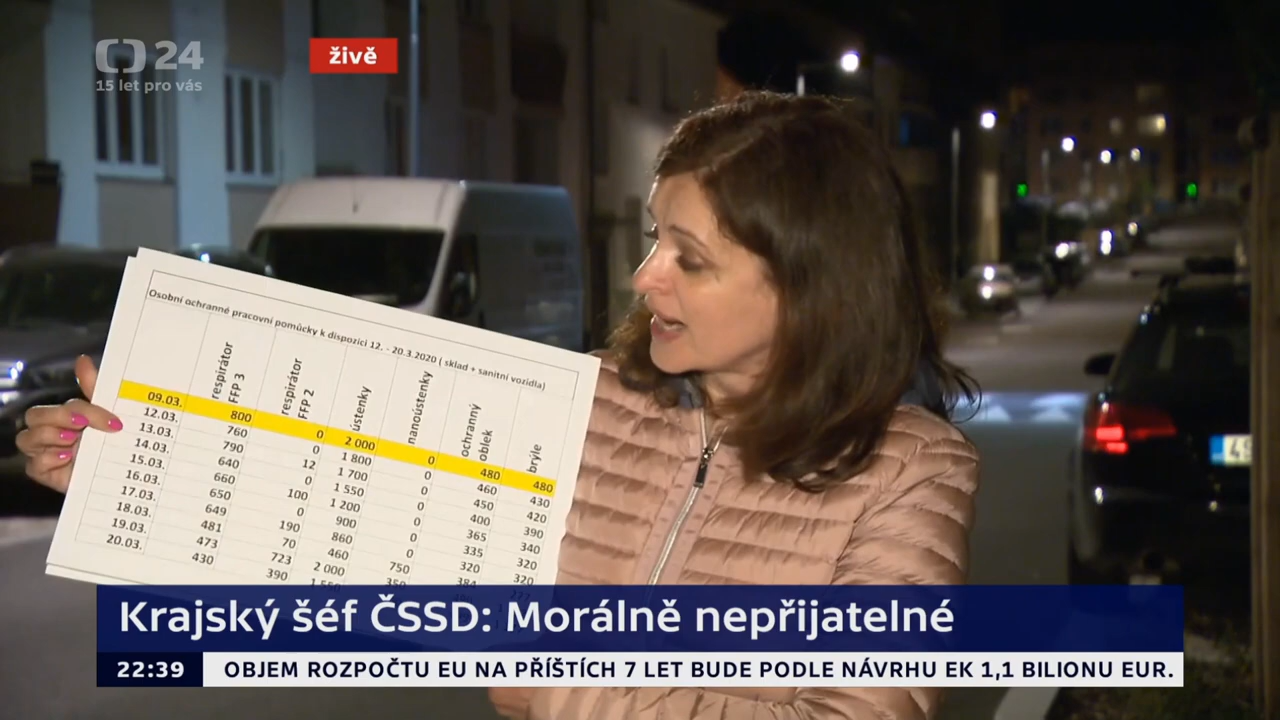 24
15 let pro vás
živě
Osobní ochranné pracovní pomůcky k dispozici 12. - 20.3.2020 ( sklad + sanitní vozidla)
respirátor FFP 3 respirátor FFP 2 ústenky nanoústenky ochranný oblek brýle
09.03. 800 0 2 000 0 480 480
12.03. 760 0 1 800 0 460 430
13.03. 790 12 1 700 0 450 420
14.03. 640 0 1 550 0 400 390
15.03. 660 100 1 200 0 365 340
16.03. 650 0 900 0 335 320
17.03. 649 190 860 0 320 320
18.03. 481 70 460 750 384
19.03. 473 723 2 000 350
20.03. 430 390
Krajský šéf ČSSD: Morálně nepřijatelné
22:39 OBJEM ROZPOČTU EU NA PŘÍŠTÍCH 7 LET BUDE PODLE NÁVRHU EK 1,1 BILIONU EUR.